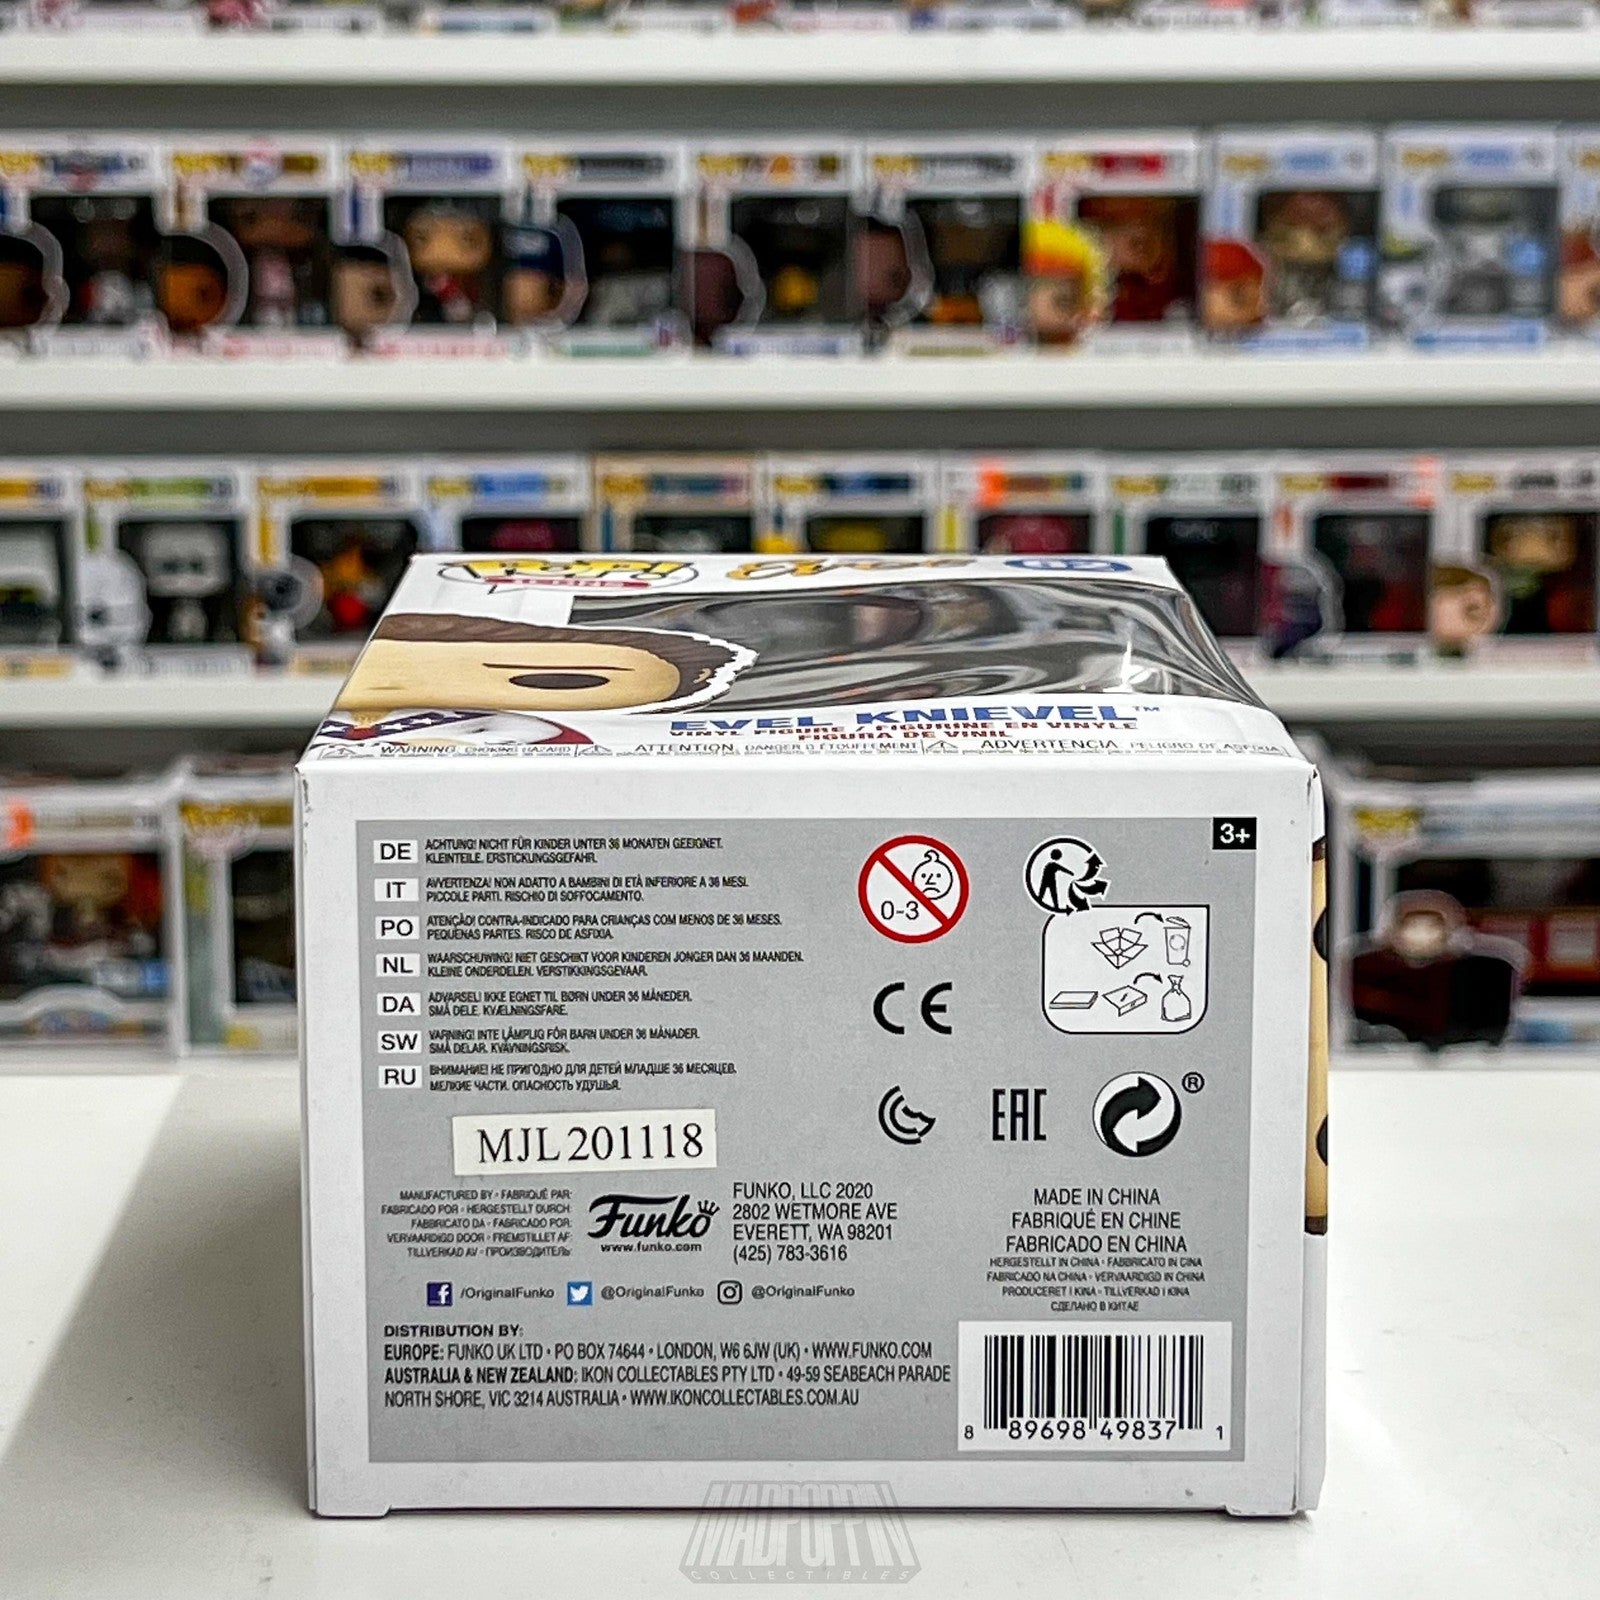 POP!
ICONS
Evel
62
EVEL KNIEVEL™
VINYL FIGURE / FIGURINE EN VINYLE
FIGURA DE VINIL
WARNING: CHOKING HAZARD ATTENTION: DANGER D'ÉTOUFFEMENT ADVERTENCIA: PELIGRO DE ASFIXIA
3+
DE ACHTUNG! NICHT FÜR KINDER UNTER 36 MONATEN GEEIGNET.
KLEINTEILE. ERSTICKUNGSGEFAHR.
IT AVVERTENZA! NON ADATTO A BAMBINI DI ETÀ INFERIORE A 36 MESI.
PICCOLE PARTI. RISCHIO DI SOFFOCAMENTO.
PO ATENÇÃO! CONTRA-INDICADO PARA CRIANÇAS COM MENOS DE 36 MESES.
PEQUENAS PARTES. RISCO DE ASFIXIA.
NL WAARSCHUWING! NIET GESCHIKT VOOR KINDEREN JONGER DAN 36 MAANDEN.
KLEINE ONDERDELEN. VERSTIKKINGSGEVAAR.
DA ADVARSEL! IKKE EGNET TIL BØRN UNDER 36 MÅNEDER.
SMÅ DELE. KVÆLNINGSFARE.
SW VARNING! INTE LÄMPLIG FÖR BARN UNDER 36 MÅNADER.
SMÅ DELAR. KVÄVNINGSRISK.
RU ВНИМАНИЕ! НЕ ПРИГОДНО ДЛЯ ДЕТЕЙ МЛАДШЕ 36 МЕСЯЦЕВ.
МЕЛКИЕ ЧАСТИ. ОПАСНОСТЬ УДУШЬЯ.
0-3
CE
EAC
®
MJL201118
MANUFACTURED BY • FABRIQUÉ PAR:
FABRICADO POR • HERGESTELLT DURCH:
FABBRICATO DA • FABRICADO POR:
VERVAARDIGD DOOR • FREMSTILLET AF:
TILLVERKAD AV • ПРОИЗВОДИТЕЛЬ:
Funko
www.funko.com
FUNKO, LLC 2020
2802 WETMORE AVE
EVERETT, WA 98201
(425) 783-3616
/OriginalFunko @OriginalFunko @OriginalFunko
MADE IN CHINA
FABRIQUÉ EN CHINE
FABRICADO EN CHINA
HERGESTELLT IN CHINA • FABBRICATO IN CINA
FABRICADO NA CHINA • VERVAARDIGD IN CHINA
PRODUCERET I KINA • TILLVERKAD I KINA
СДЕЛАНО В КИТАЕ
DISTRIBUTION BY:
EUROPE: FUNKO UK LTD • PO BOX 74644 • LONDON, W6 6JW (UK) • WWW.FUNKO.COM
AUSTRALIA & NEW ZEALAND: IKON COLLECTABLES PTY LTD • 49-59 SEABEACH PARADE
NORTH SHORE, VIC 3214 AUSTRALIA • WWW.IKONCOLLECTABLES.COM.AU
8 89698 49837 1
MADPOPPIN
COLLECTIBLES